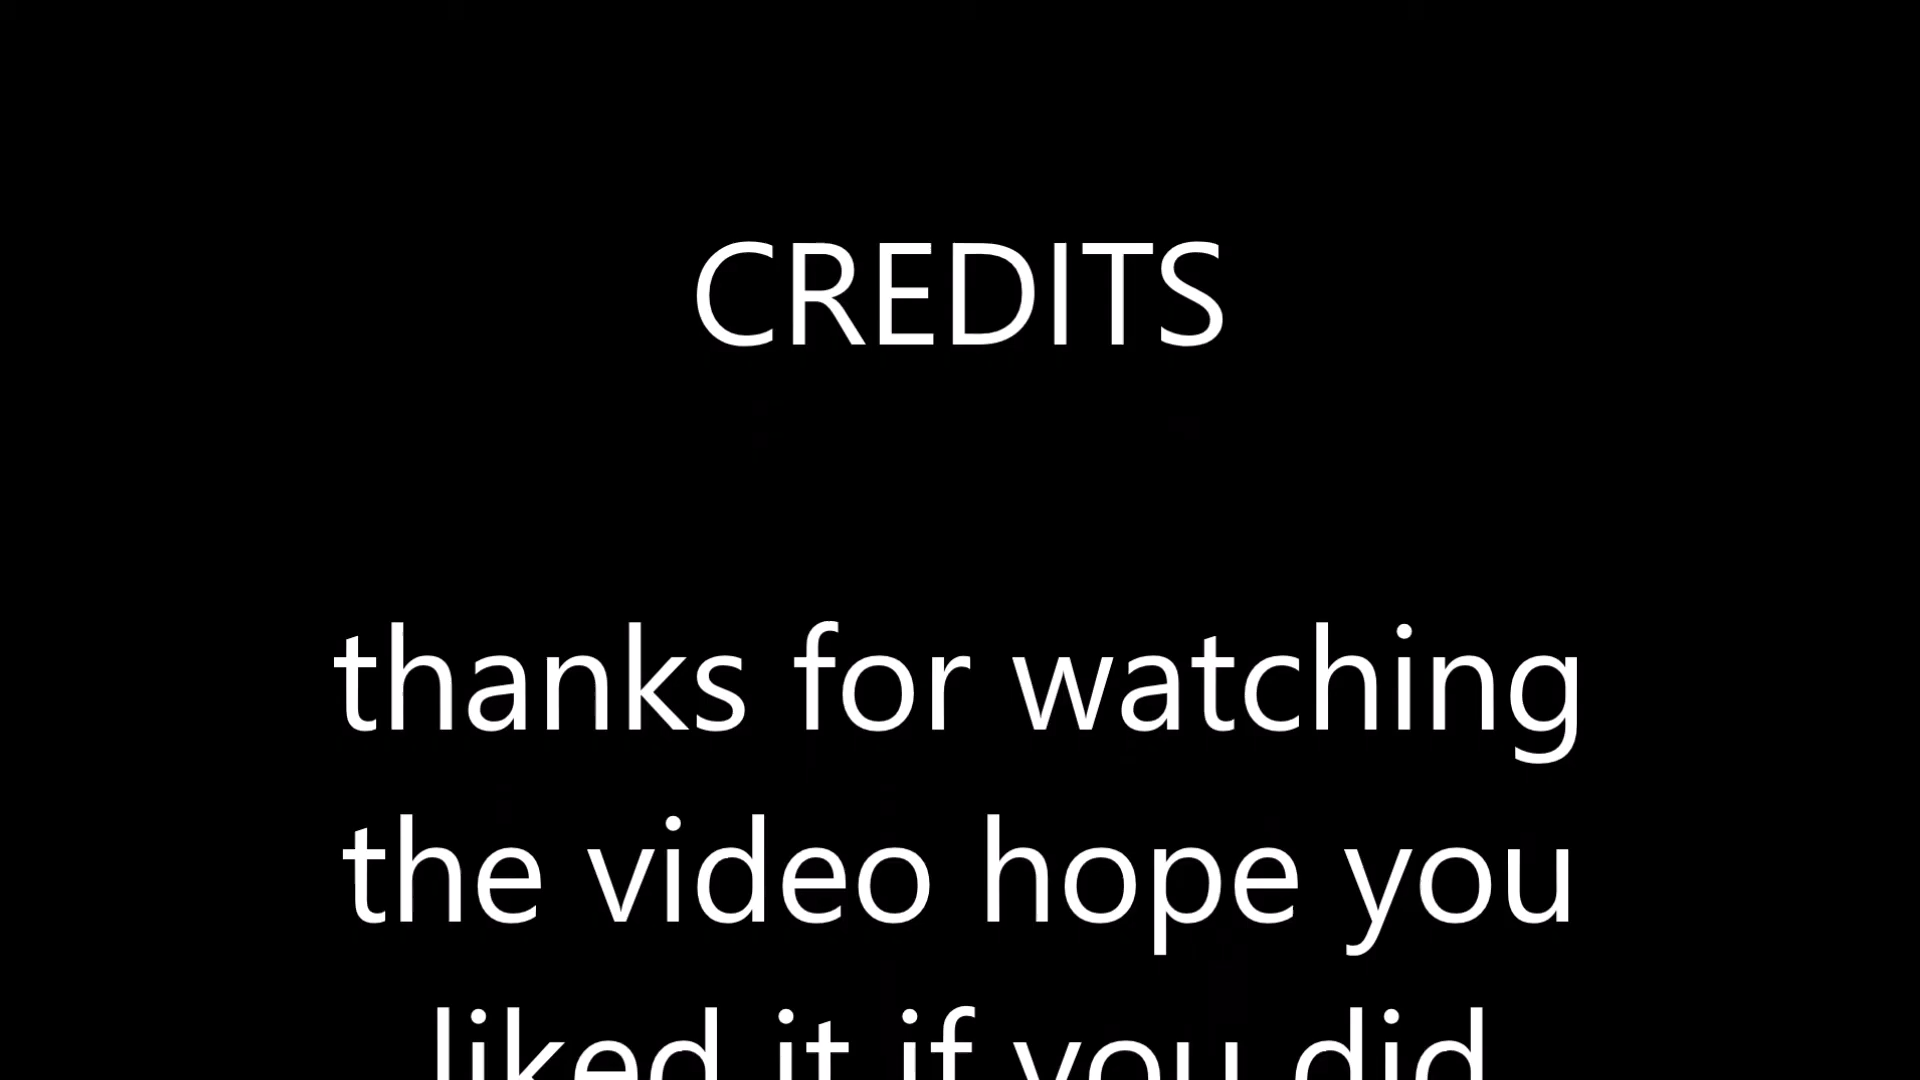 CREDITS
thanks for watching
the video hope you
liked it if you did